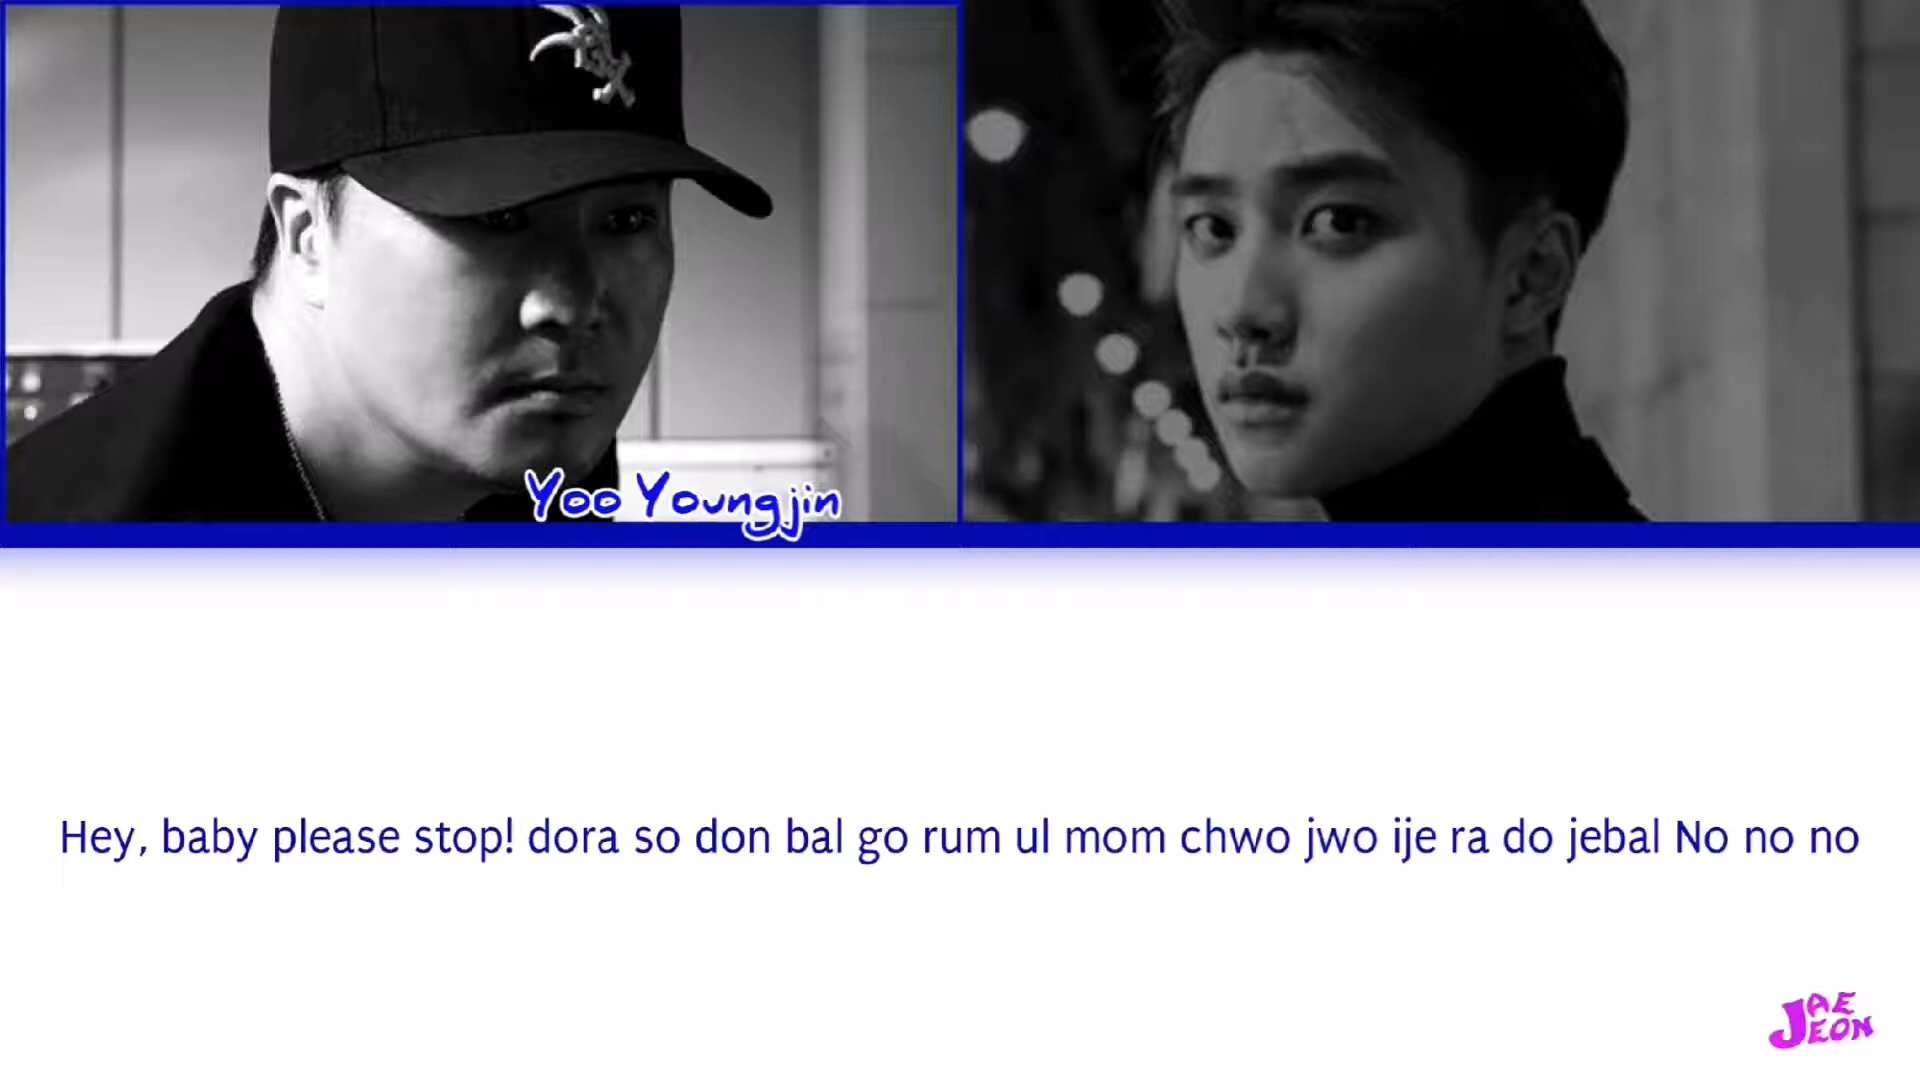 Yoo Youngjin
Hey, baby please stop! dora so don bal go rum ul mom chwo jwo ije ra do jebal No no no
JAE
JEON